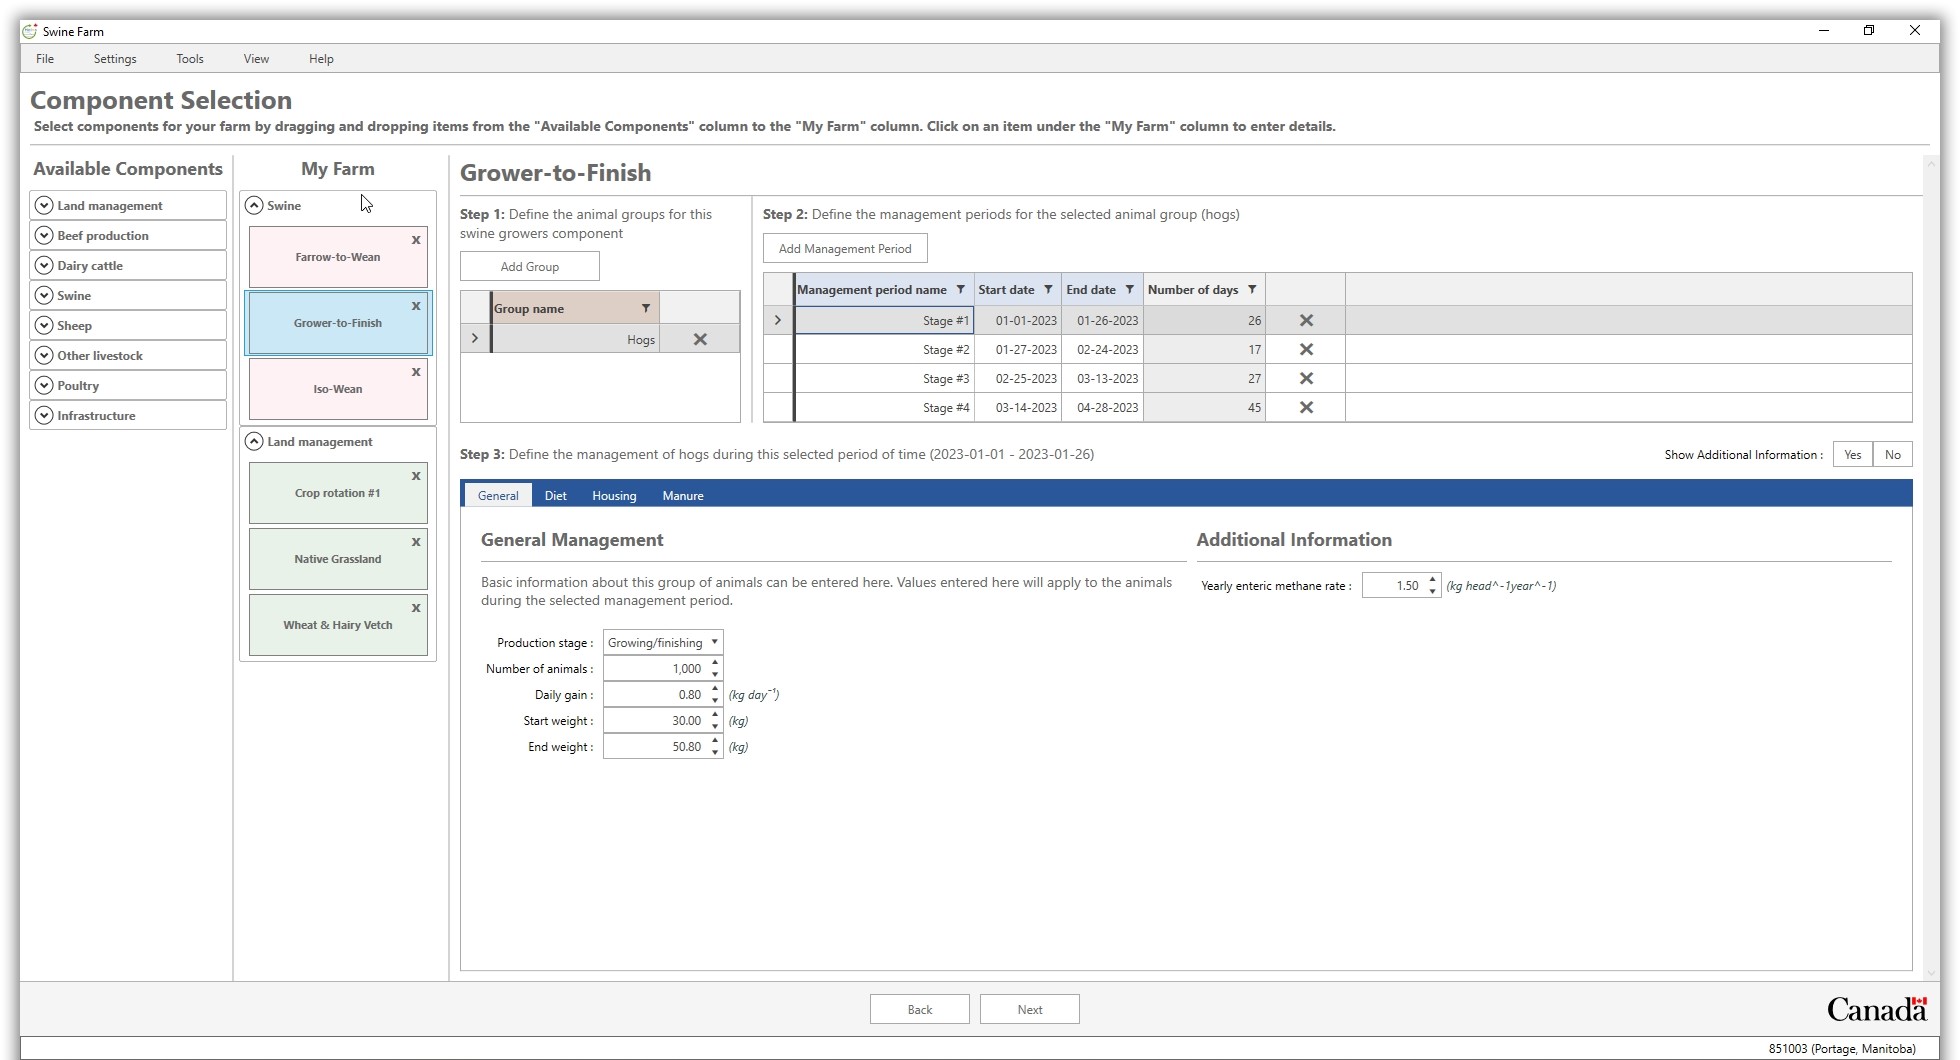 Swine Farm
File Settings Tools View Help
Component Selection
Select components for your farm by dragging and dropping items from the "Available Components" column to the "My Farm" column. Click on an item under the "My Farm" column to enter details.
Available Components
Land management
Beef production
Dairy cattle
Swine
Sheep
Other livestock
Poultry
Infrastructure
My Farm
Swine
Farrow-to-Wean x
Grower-to-Finish x
Iso-Wean x
Land management
Crop rotation #1 x
Native Grassland x
Wheat & Hairy Vetch x
Grower-to-Finish
Step 1: Define the animal groups for this
swine growers component
Add Group
Group name
Hogs
Step 2: Define the management periods for the selected animal group (hogs)
Add Management Period
Management period name Start date End date Number of days
Stage #1 01-01-2023 01-26-2023 26
Stage #2 01-27-2023 02-24-2023 17
Stage #3 02-25-2023 03-13-2023 27
Stage #4 03-14-2023 04-28-2023 45
Step 3: Define the management of hogs during this selected period of time (2023-01-01 - 2023-01-26)
Show Additional Information : Yes No
General Diet Housing Manure
General Management
Basic information about this group of animals can be entered here. Values entered here will apply to the animals
during the selected management period.
Production stage : Growing/finishing
Number of animals : 1,000
Daily gain : 0.80 (kg day⁻¹)
Start weight : 30.00 (kg)
End weight : 50.80 (kg)
Additional Information
Yearly enteric methane rate : 1.50 (kg head^-1year^-1)
Back Next
Canada
851003 (Portage, Manitoba)